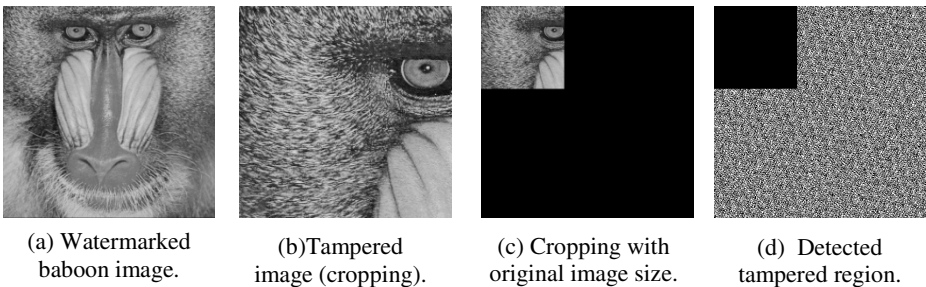 (a) Watermarked
baboon image.
(b)Tampered
image (cropping).
(c) Cropping with
original image size.
(d) Detected
tampered region.